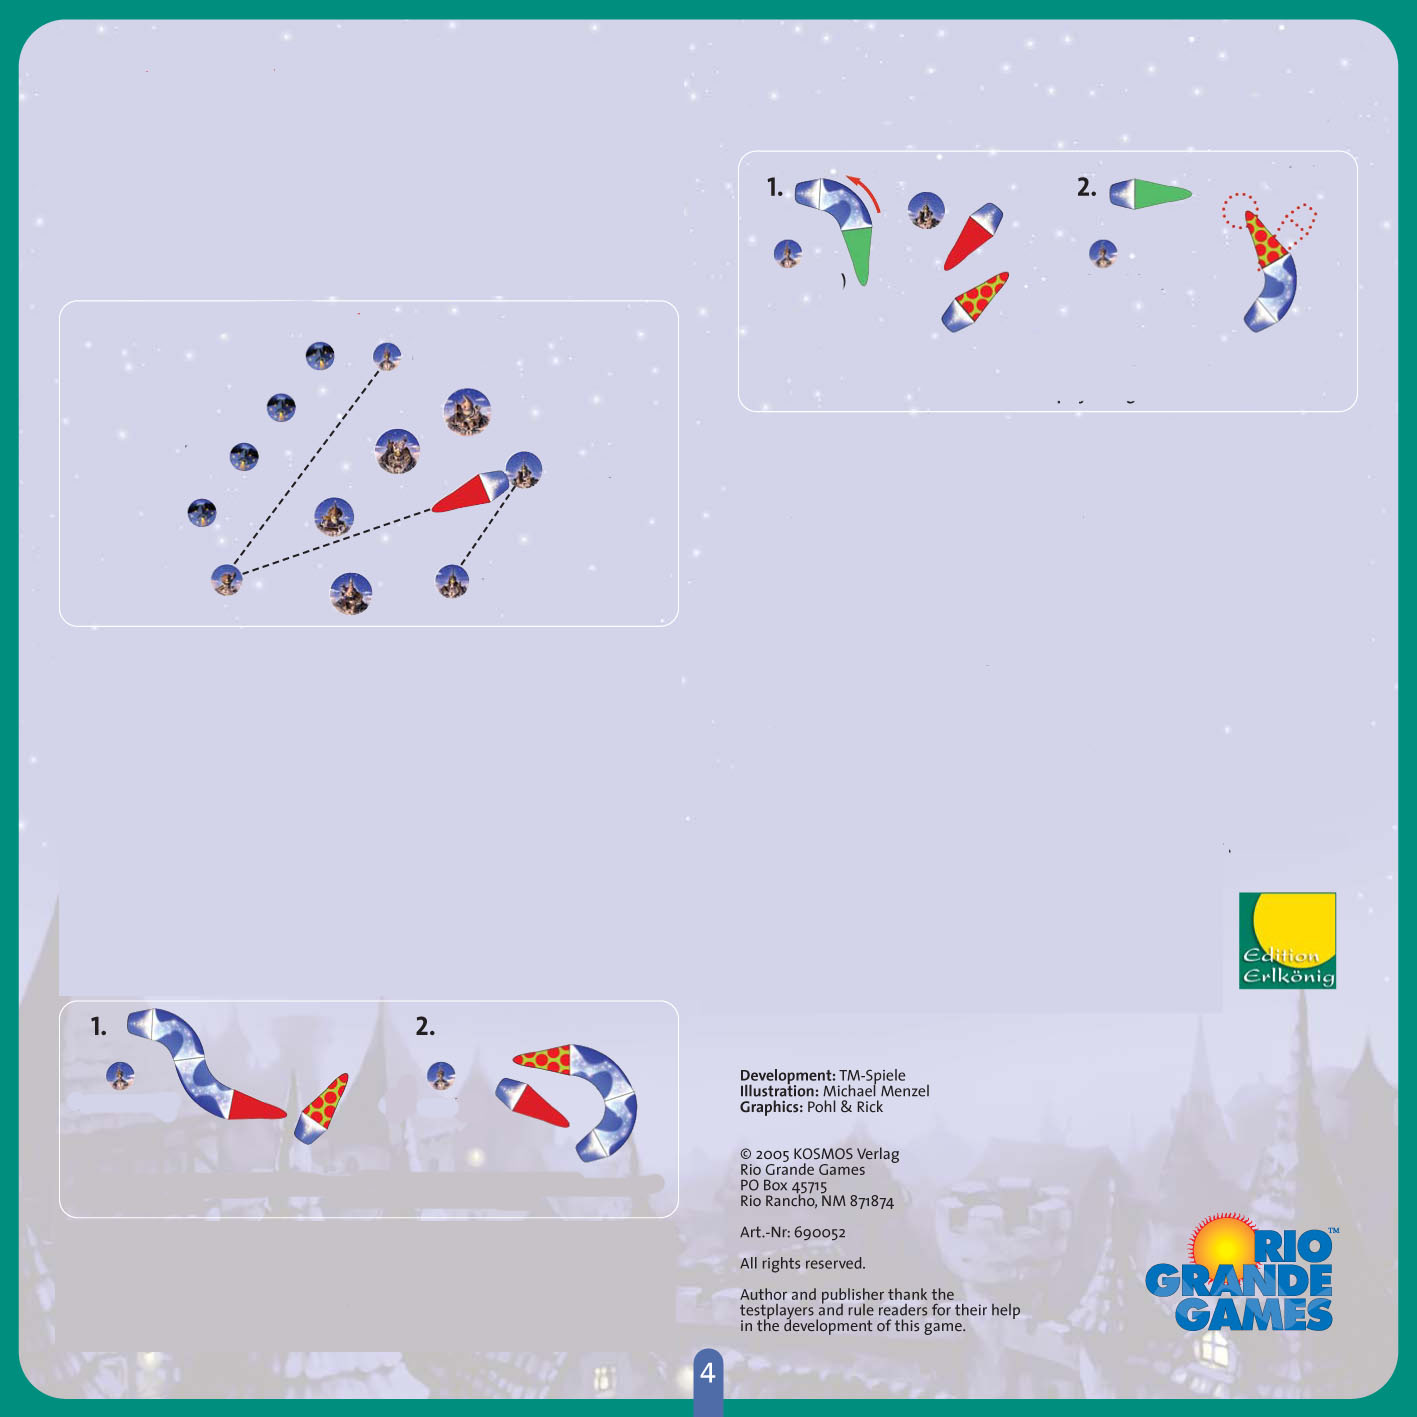 1.
2.
1.
2.
Edition
Erlkönig
Development: TM-Spiele
Illustration: Michael Menzel
Graphics: Pohl & Rick
© 2005 KOSMOS Verlag
Rio Grande Games
PO Box 45715
Rio Rancho, NM 871874
Art.-Nr: 690052
All rights reserved.
Author and publisher thank the
testplayers and rule readers for their help
in the development of this game.
RIO™
GRANDE
GAMES
4